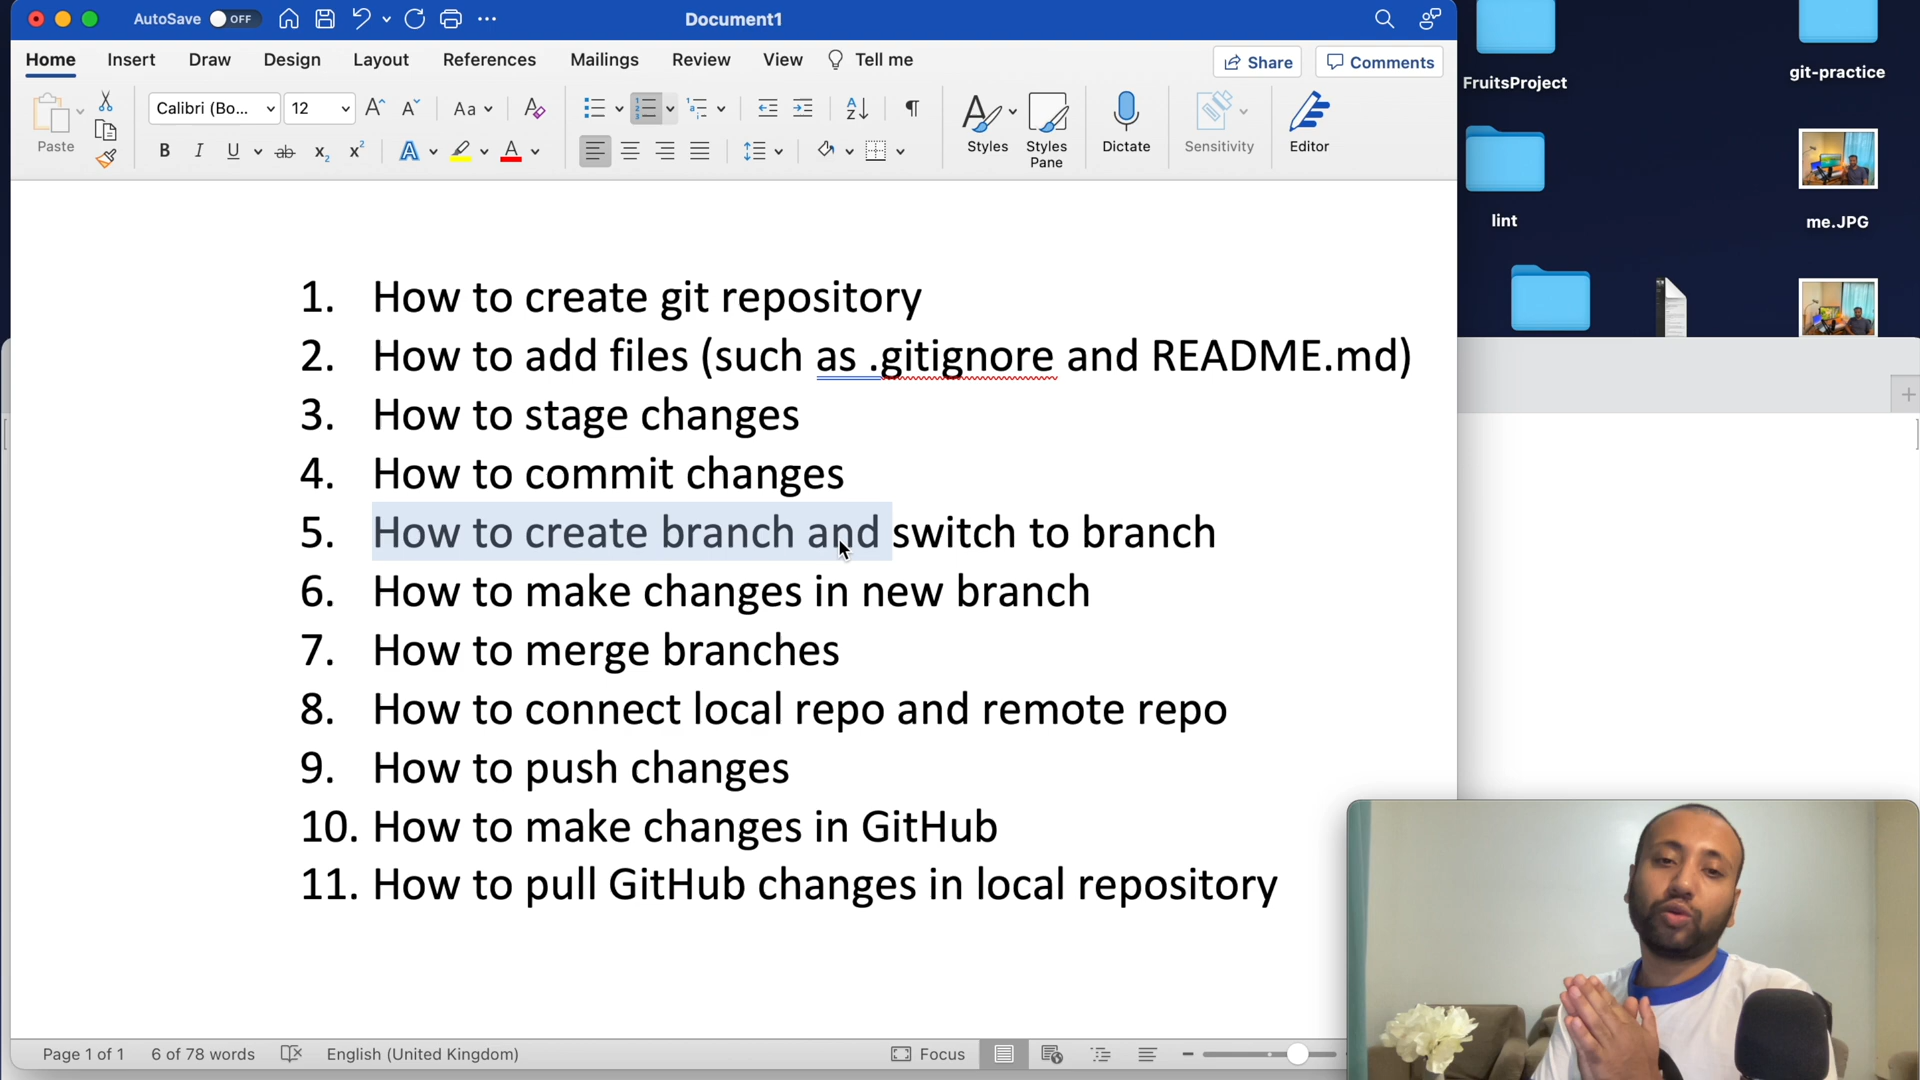 AutoSave OFF
Document1
Home Insert Draw Design Layout References Mailings Review View Tell me
Share Comments
Paste
Calibri (Bo... 12
Aa
Styles
Styles Pane
Dictate
Sensitivity
Editor
1. How to create git repository
2. How to add files (such as .gitignore and README.md)
3. How to stage changes
4. How to commit changes
5. How to create branch and switch to branch
6. How to make changes in new branch
7. How to merge branches
8. How to connect local repo and remote repo
9. How to push changes
10. How to make changes in GitHub
11. How to pull GitHub changes in local repository
Page 1 of 1 6 of 78 words English (United Kingdom) Focus
FruitsProject
git-practice
lint
me.JPG